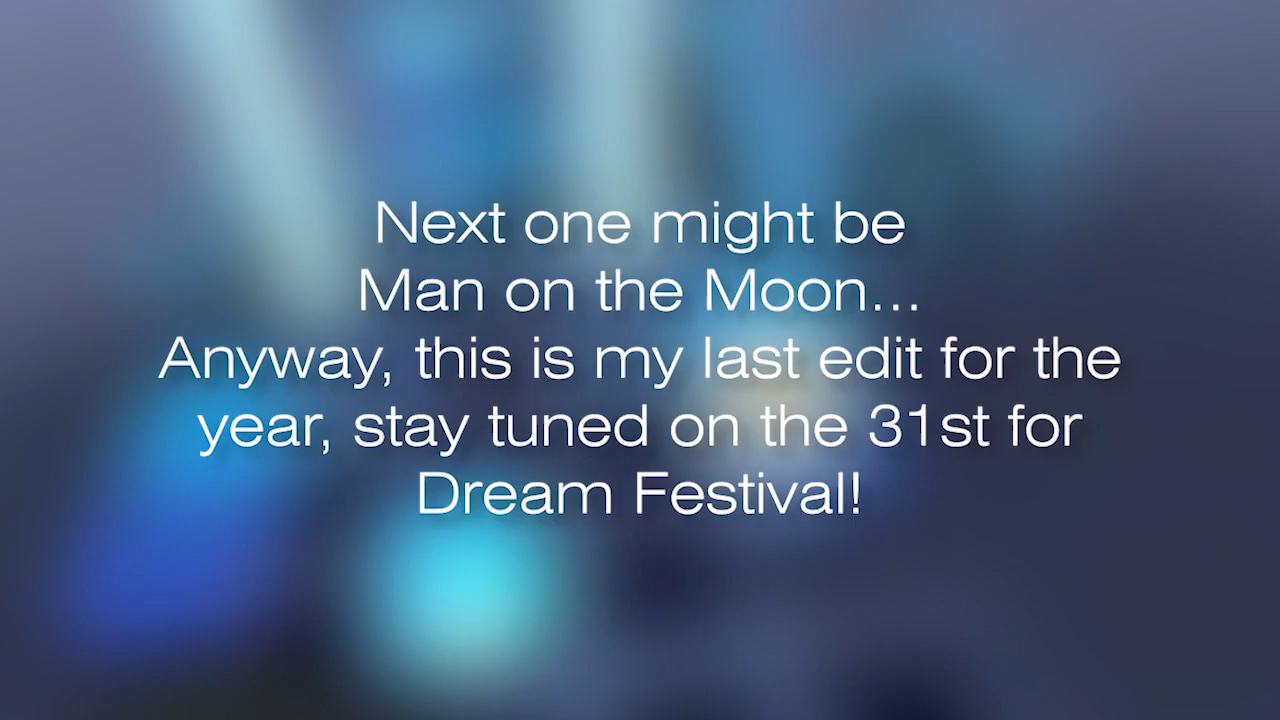 Next one might be
Man on the Moon...
Anyway, this is my last edit for the
year, stay tuned on the 31st for
Dream Festival!